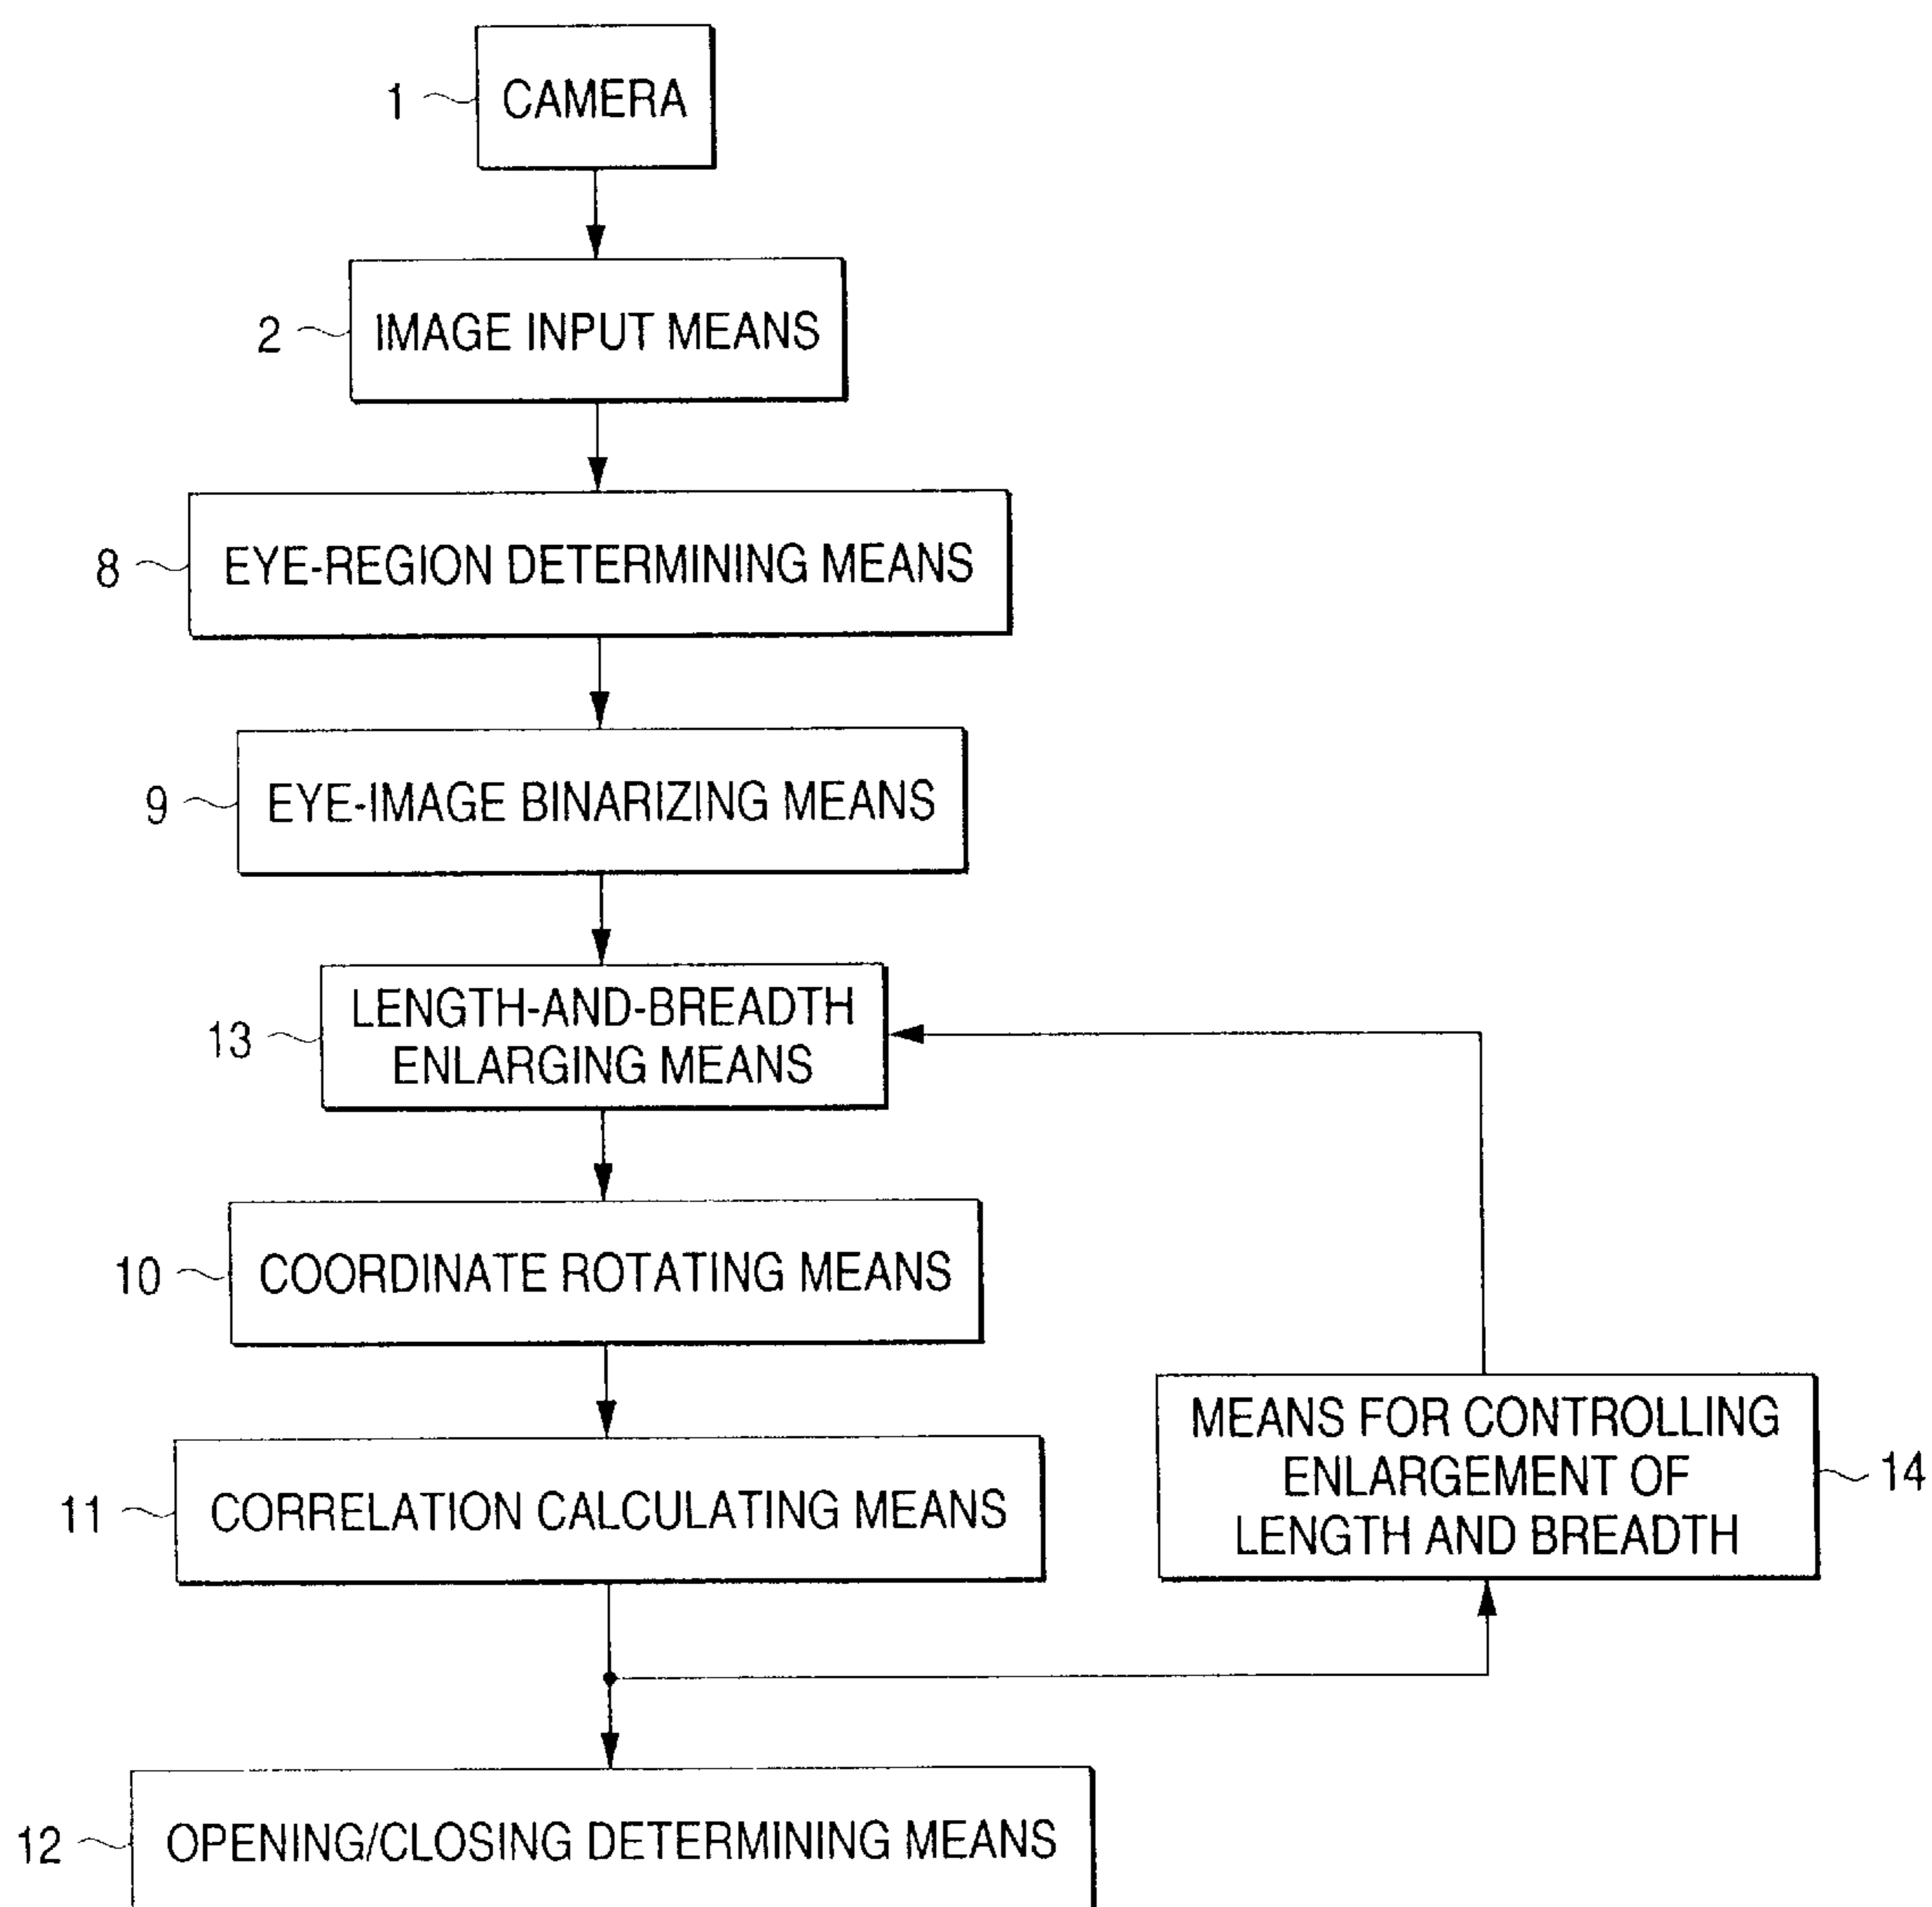 1 CAMERA
2 IMAGE INPUT MEANS
8 EYE-REGION DETERMINING MEANS
9 EYE-IMAGE BINARIZING MEANS
13 LENGTH-AND-BREADTH
ENLARGING MEANS
10 COORDINATE ROTATING MEANS
11 CORRELATION CALCULATING MEANS
MEANS FOR CONTROLLING
ENLARGEMENT OF
LENGTH AND BREADTH
14
12 OPENING/CLOSING DETERMINING MEANS